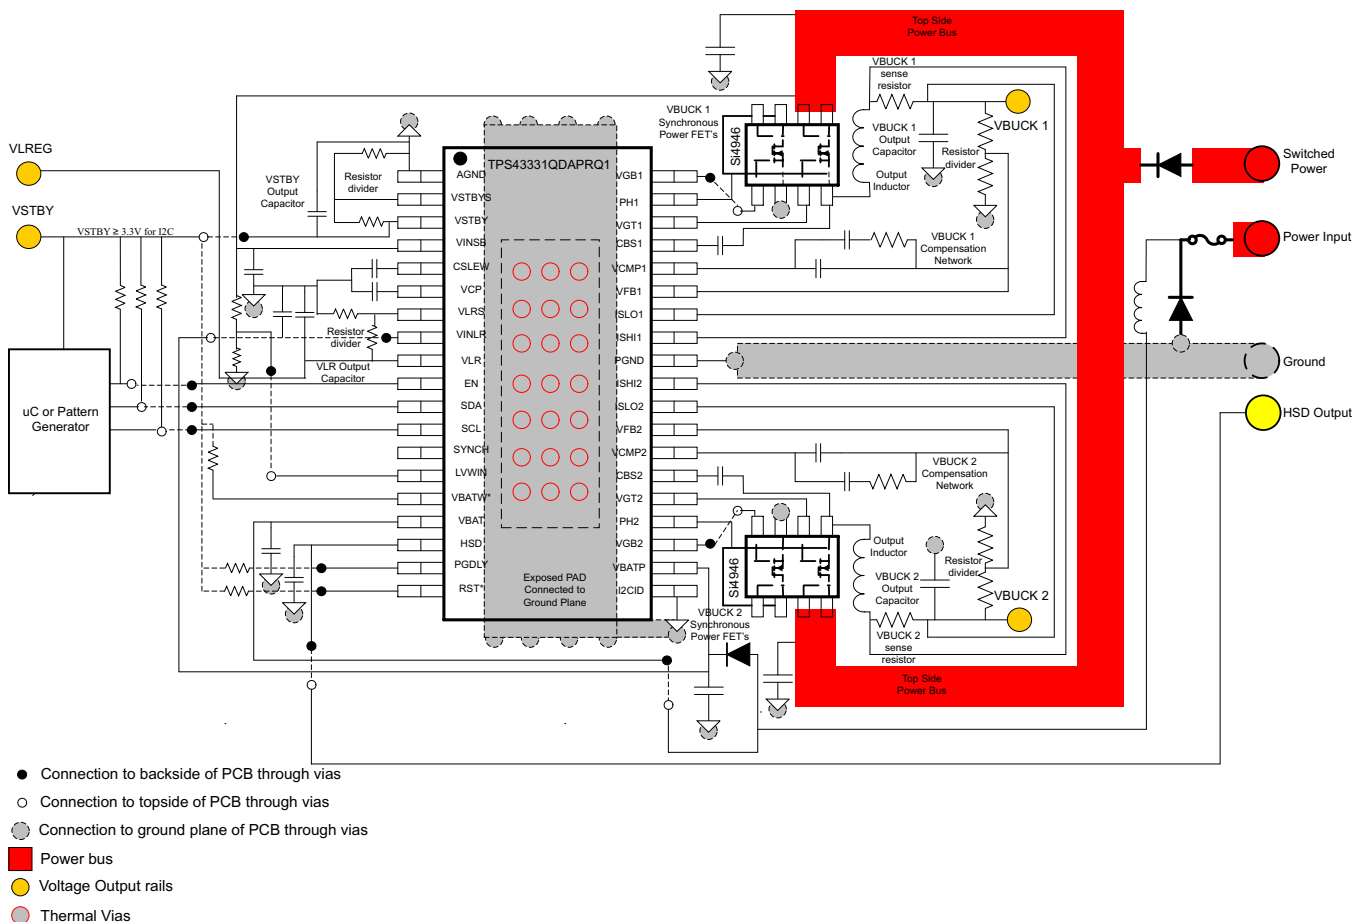 Top Side
Power Bus
VBUCK 1
sense
resistor
VBUCK 1
Synchronous
Power FET's
Si4946
VBUCK 1
Output
Capacitor
Output
Inductor
Resistor
divider
VBUCK 1
Switched
Power
Power Input
Ground
HSD Output
VLREG
VSTBY
VSTBY ≥ 3.3V for I2C
VSTBY
Output
Capacitor
Resistor
divider
TPS43331QDAPRQ1
AGND
VSTBYS
VSTBY
VINSB
CSLEW
VCP
VLRS
VINLR
VLR
EN
SDA
SCL
SYNCH
LVWIN
VBATW*
VBAT
HSD
PGDLY
RST*
VGB1
PH1
VGT1
CBS1
VCMP1
VFB1
ISLO1
ISHI1
PGND
ISHI2
ISLO2
VFB2
VCMP2
CBS2
VGT2
PH2
VGB2
VBATP
I2CID
VBUCK 1
Compensation
Network
Resistor
divider
VLR Output
Capacitor
uC or Pattern
Generator
Exposed PAD
Connected to
Ground Plane
VBUCK 2
Compensation
Network
Si4946
Output
Inductor
VBUCK 2
Output
Capacitor
Resistor
divider
VBUCK 2
VBUCK 2
Synchronous
Power FET's
VBUCK 2
sense
resistor
Top Side
Power Bus
Connection to backside of PCB through vias
Connection to topside of PCB through vias
Connection to ground plane of PCB through vias
Power bus
Voltage Output rails
Thermal Vias